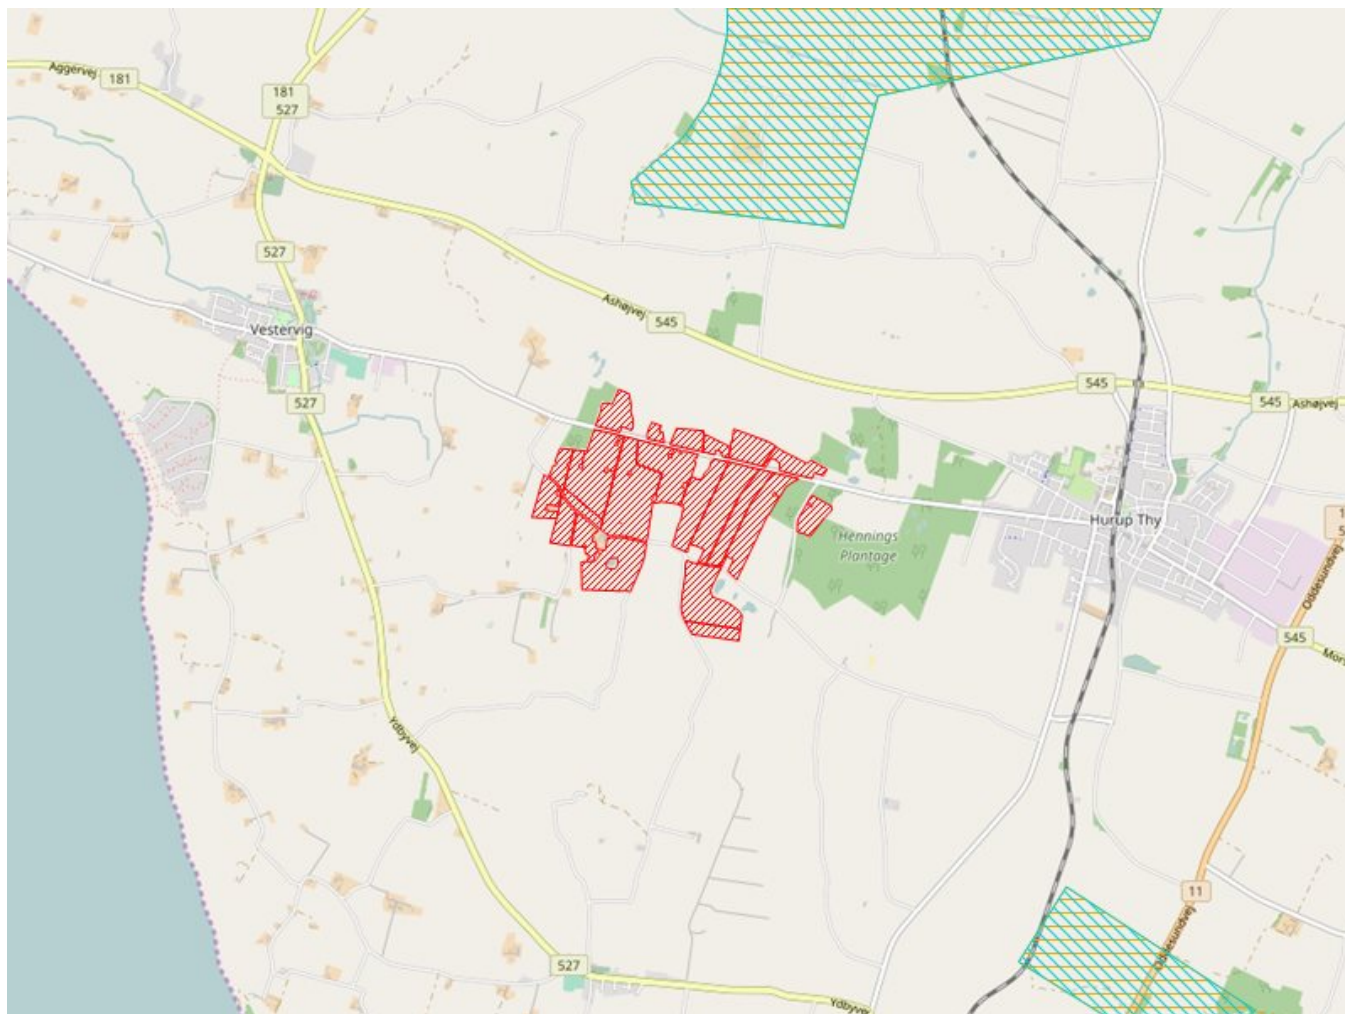 Aggervej
181
181
527
527
Vestervig
Ashøjvej
545
545
545
Ashøjvej
527
Hurup Thy
Hennings
Plantage
Oddesundvej
545
Ydbyvej
11
Oddesundvej
527